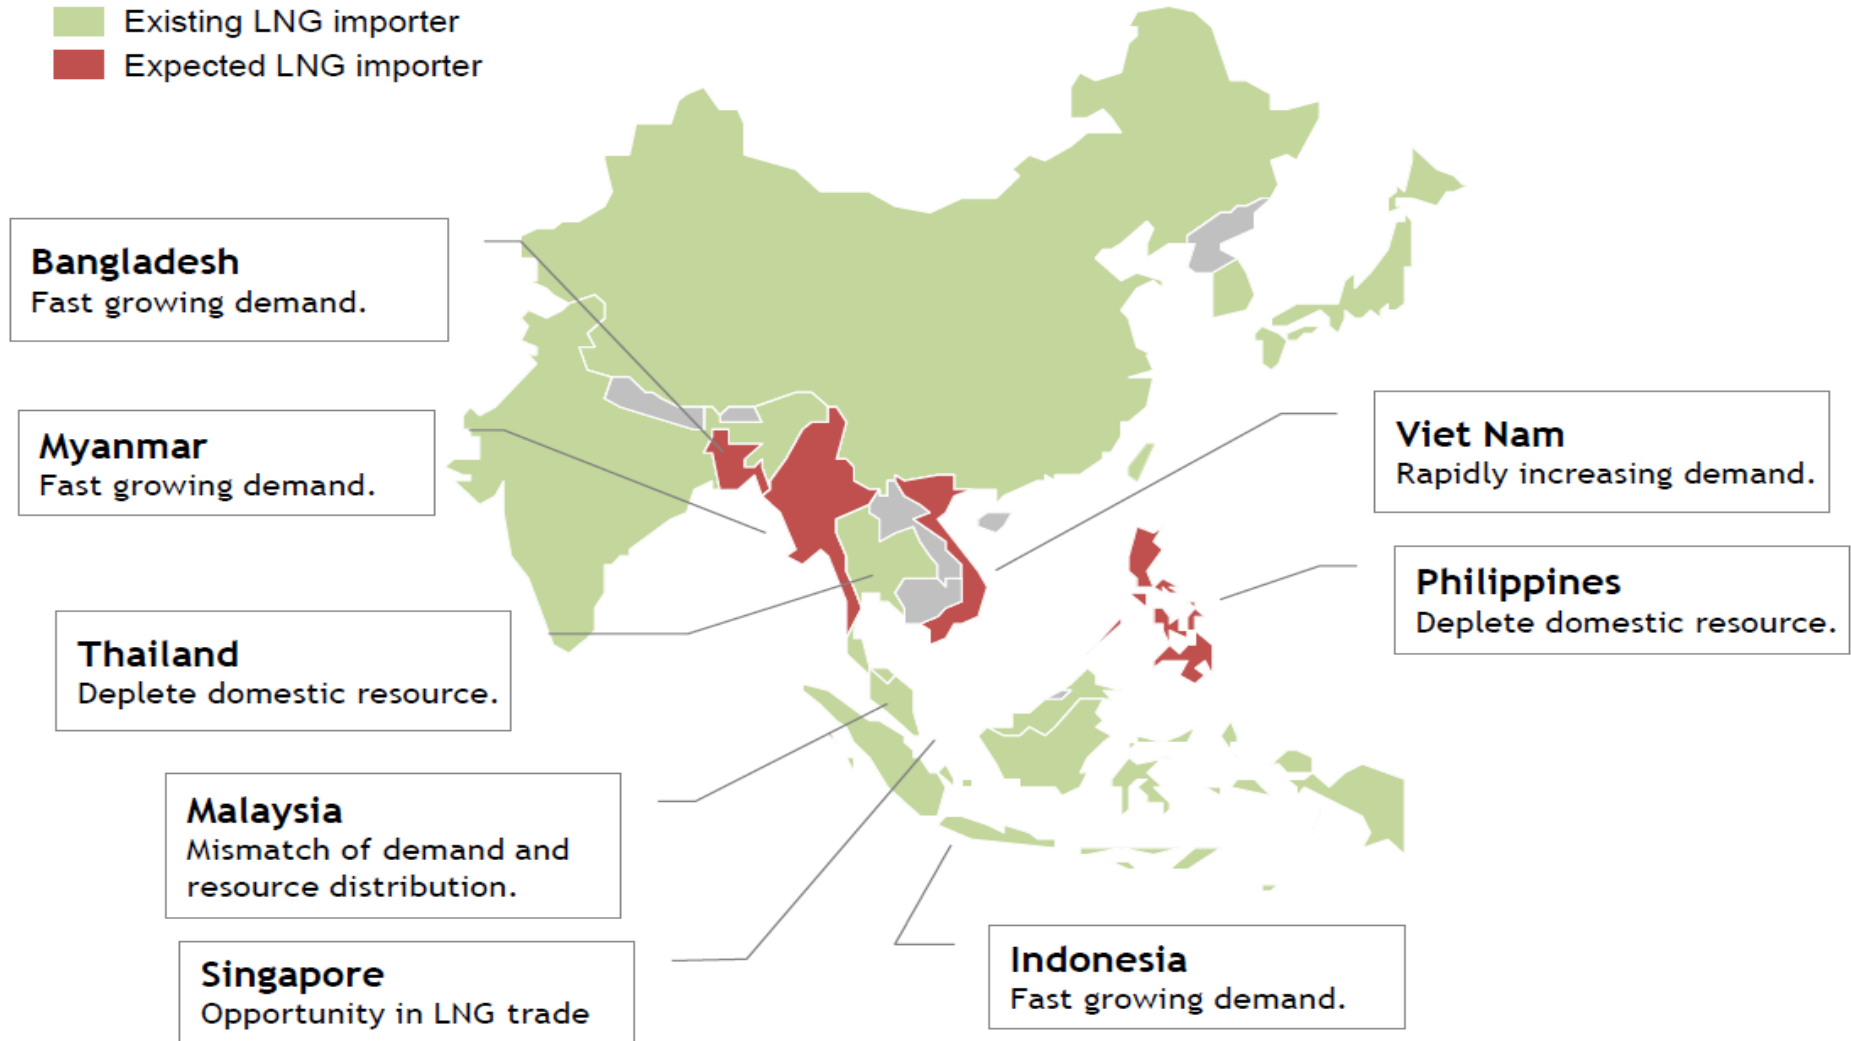 Existing LNG importer
Expected LNG importer
Bangladesh
Fast growing demand.
Myanmar
Fast growing demand.
Viet Nam
Rapidly increasing demand.
Philippines
Deplete domestic resource.
Thailand
Deplete domestic resource.
Malaysia
Mismatch of demand and
resource distribution.
Singapore
Opportunity in LNG trade
Indonesia
Fast growing demand.